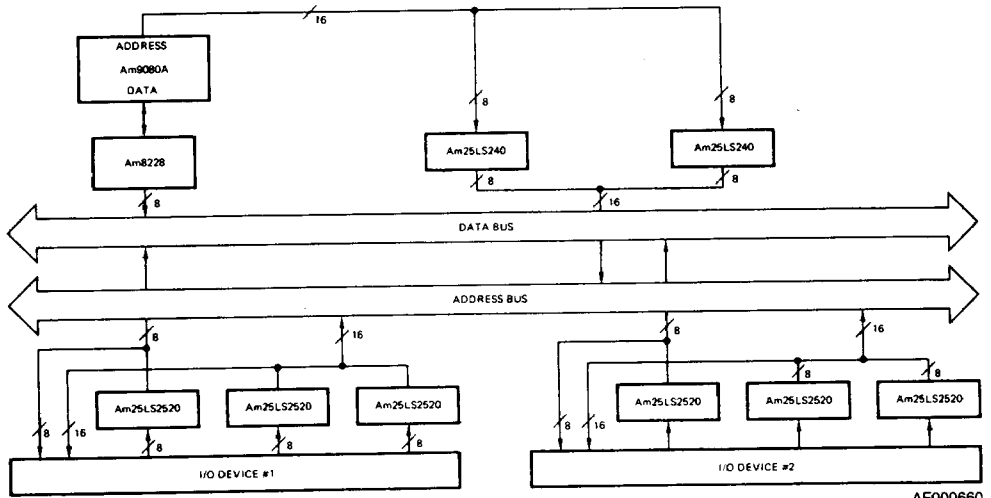 16
ADDRESS
Am9080A
DATA
8
8
Am8228
Am25LS240
Am25LS240
8
8
8
16
DATA BUS
ADDRESS BUS
8
16
8
16
Am25LS2520
Am25LS2520
Am25LS2520
8
8
Am25LS2520
Am25LS2520
Am25LS2520
8
16
8
8
8
8
16
I/O DEVICE #1
I/O DEVICE #2
AF000660